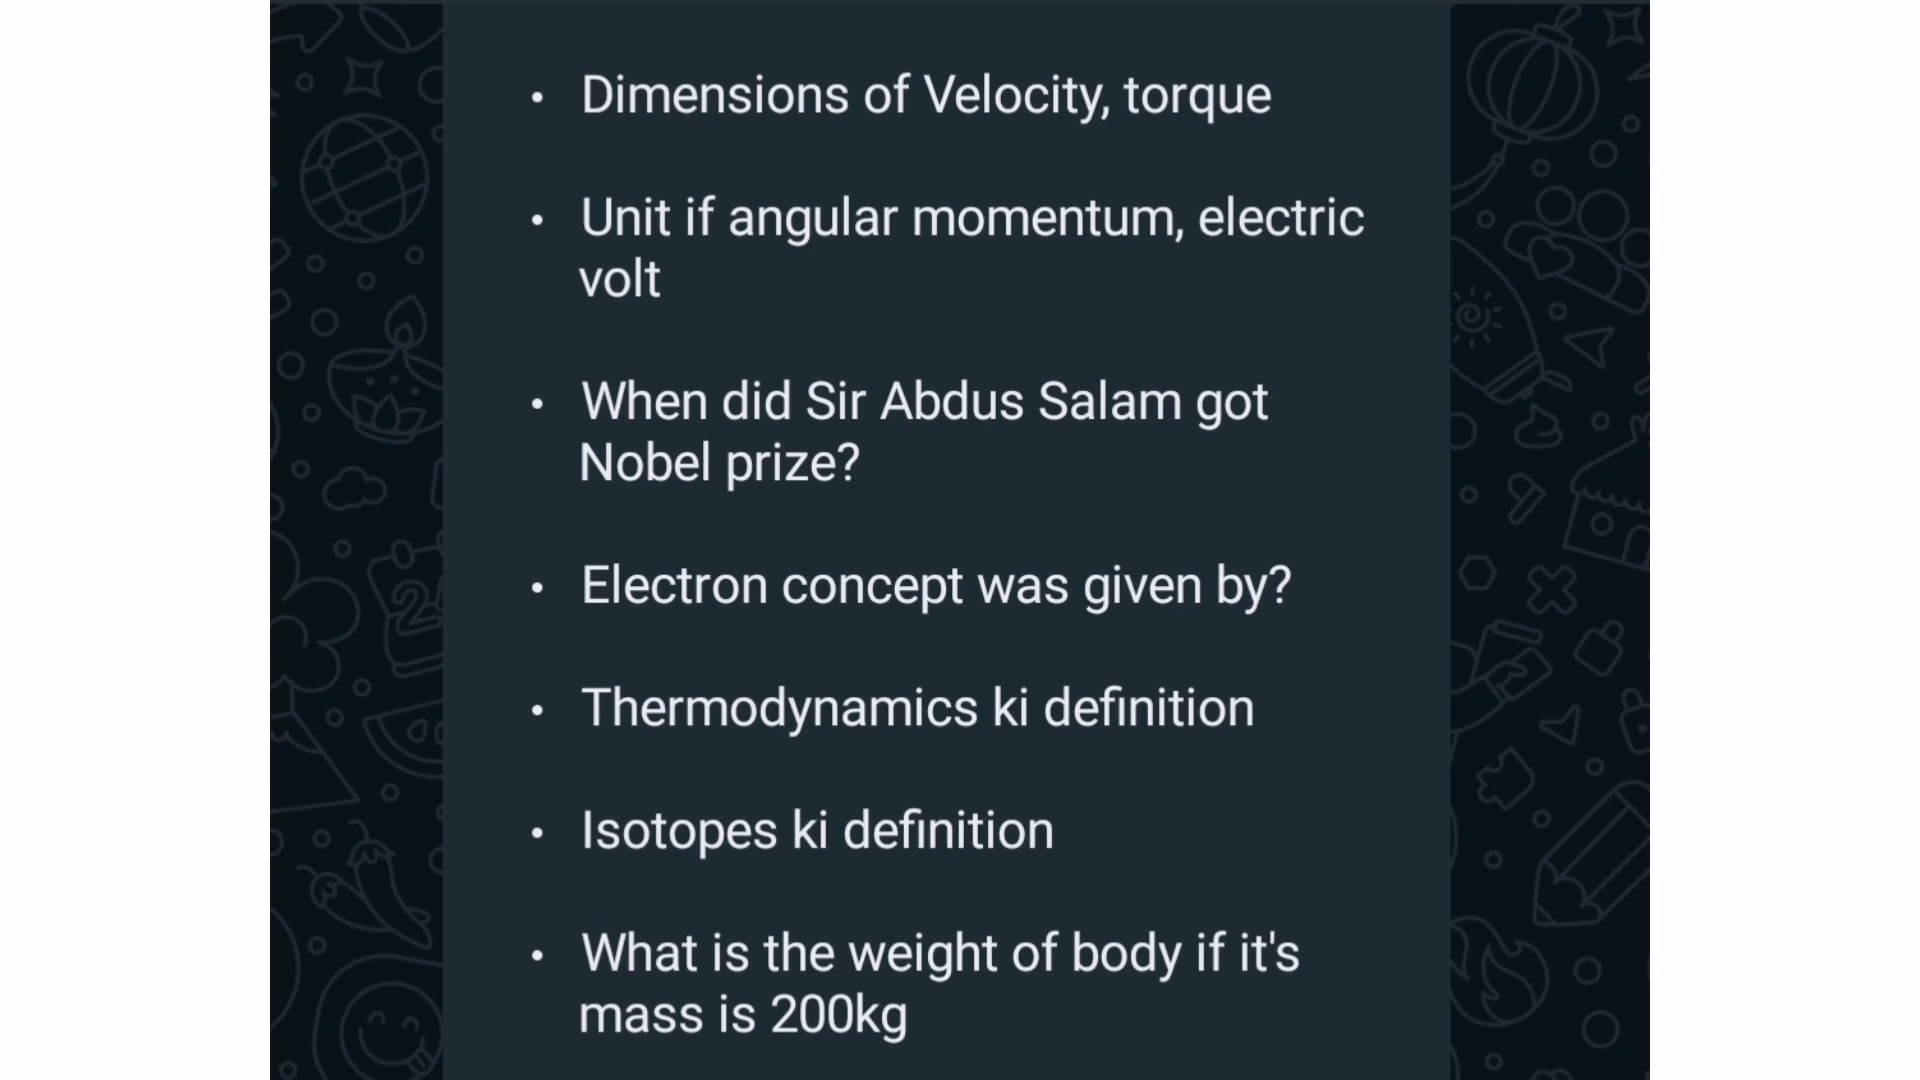 • Dimensions of Velocity, torque
• Unit if angular momentum, electric
volt
• When did Sir Abdus Salam got
Nobel prize?
• Electron concept was given by?
• Thermodynamics ki definition
• Isotopes ki definition
• What is the weight of body if it's
mass is 200kg